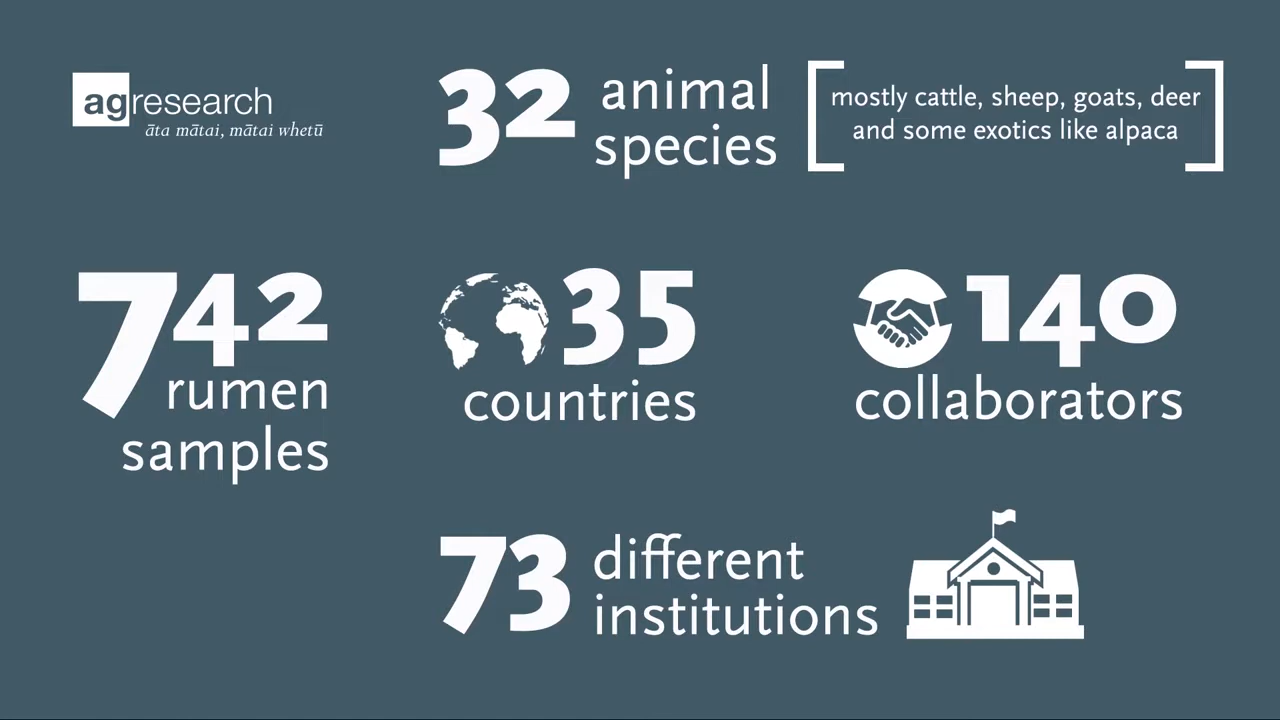 agresearch
āta mātai, mātai whetū
32 animal
species
mostly cattle, sheep, goats, deer
and some exotics like alpaca
742
rumen
samples
35
countries
140
collaborators
73 different
institutions